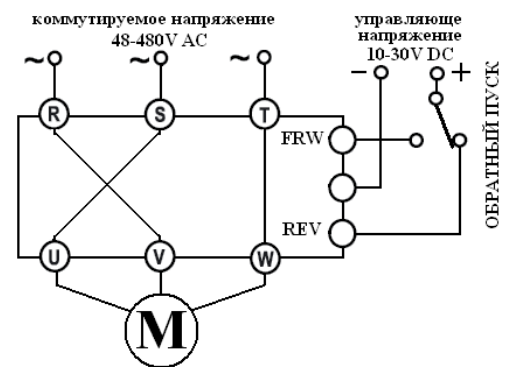 коммутируемое напряжение
48-480V AC
управляюще
напряжение
10-30V DC
~ ~ ~
− +
R S T
FRW
REV
U V W
M
ОБРАТНЫЙ ПУСК